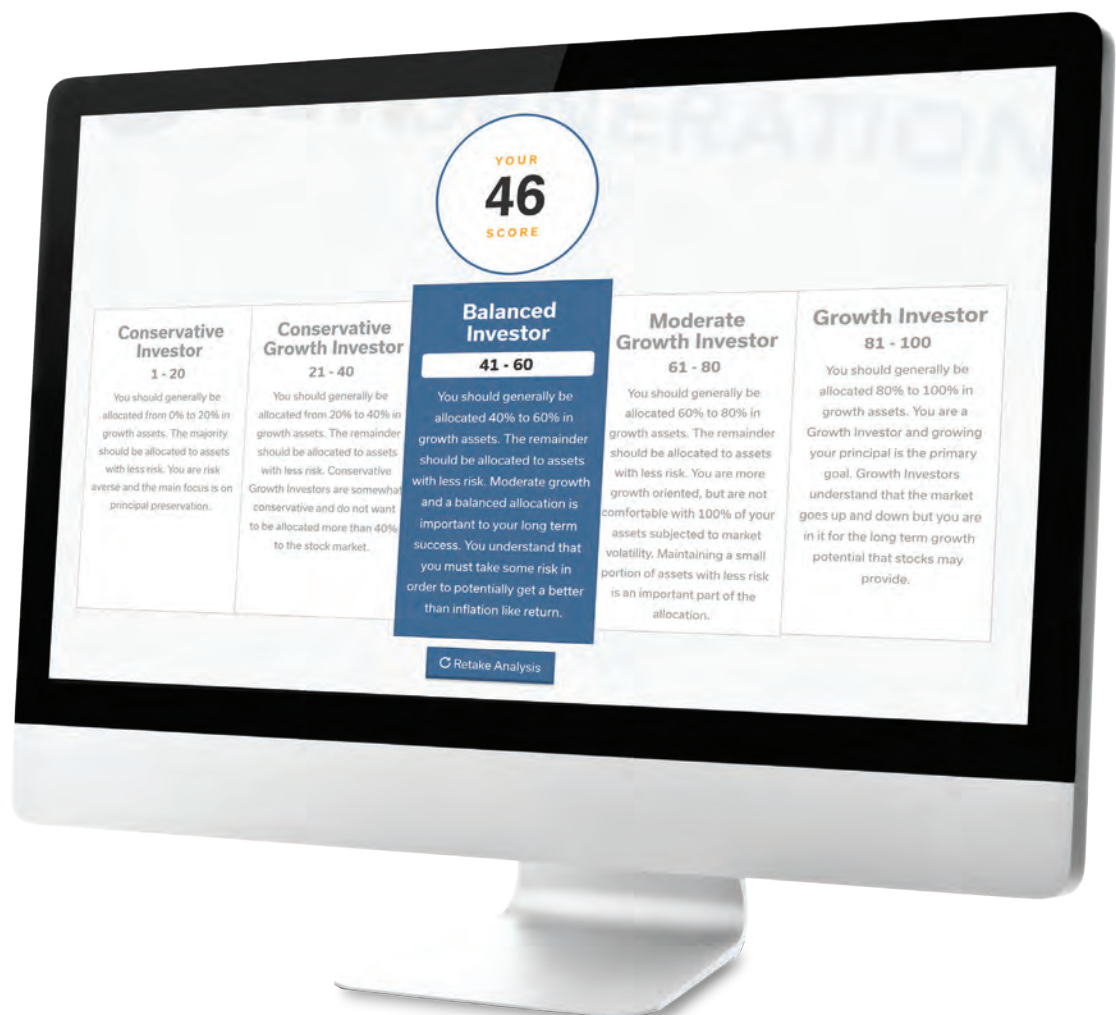 YOUR
46
SCORE
Conservative
Investor
1 - 20
You should generally be
allocated from 0% to 20% in
growth assets. The majority
should be allocated to assets
with less risk. You are risk
averse and the main focus is on
principal preservation.
Conservative
Growth Investor
21 - 40
You should generally be
allocated from 20% to 40% in
growth assets. The remainder
should be allocated to assets
with less risk. Conservative
Growth Investors are somewhat
conservative and do not want
to be allocated more than 40%
to the stock market.
Balanced
Investor
41 - 60
You should generally be
allocated 40% to 60% in
growth assets. The remainder
should be allocated to assets
with less risk. Moderate growth
and a balanced allocation is
important to your long term
success. You understand that
you must take some risk in
order to potentially get a better
than inflation like return.
Moderate
Growth Investor
61 - 80
You should generally be
allocated 60% to 80% in
growth assets. The remainder
should be allocated to assets
with less risk. You are more
growth oriented, but are not
comfortable with 100% of your
assets subjected to market
volatility. Maintaining a small
portion of assets with less risk
is an important part of the
allocation.
Growth Investor
81 - 100
You should generally be
allocated 80% to 100% in
growth assets. You are a
Growth Investor and growing
your principal is the primary
goal. Growth Investors
understand that the market
goes up and down but you are
in it for the long term growth
potential that stocks may
provide.
Retake Analysis